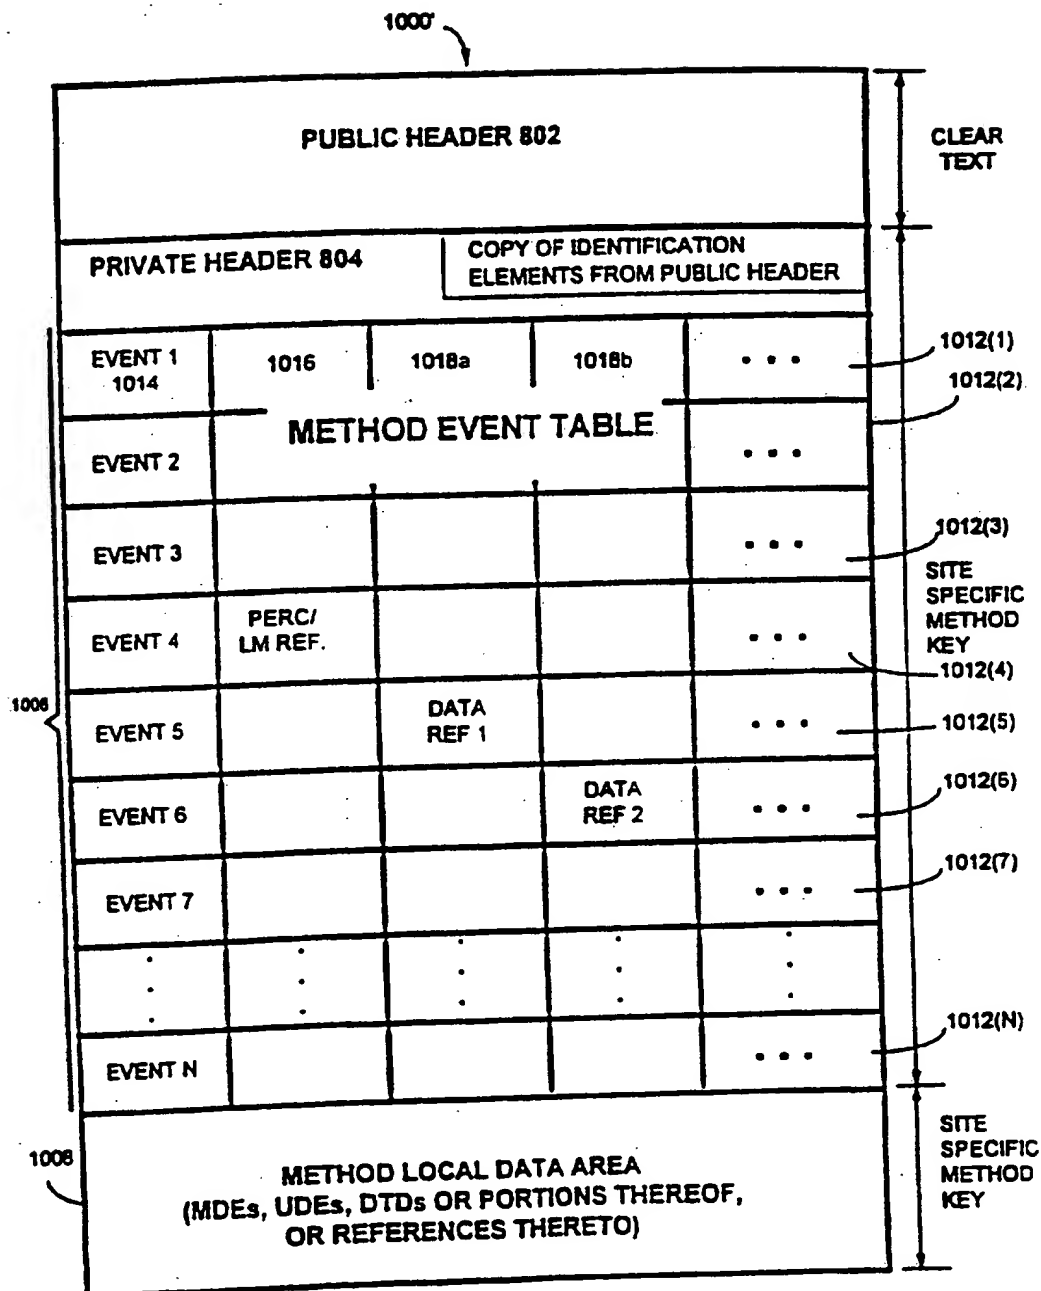 1000'
PUBLIC HEADER 802
CLEAR
TEXT
PRIVATE HEADER 804
COPY OF IDENTIFICATION
ELEMENTS FROM PUBLIC HEADER
EVENT 1
1014
1016
1018a
1018b
• • •
1012(1)
1012(2)
METHOD EVENT TABLE
EVENT 2
• • •
EVENT 3
• • •
1012(3)
SITE
SPECIFIC
METHOD
KEY
EVENT 4
PERC/
LM REF.
• • •
1012(4)
1006
EVENT 5
DATA
REF 1
• • •
1012(5)
EVENT 6
DATA
REF 2
• • •
1012(6)
EVENT 7
• • •
1012(7)
EVENT N
• • •
1012(N)
1008
METHOD LOCAL DATA AREA
(MDEs, UDEs, DTDs OR PORTIONS THEREOF,
OR REFERENCES THERETO)
SITE
SPECIFIC
METHOD
KEY